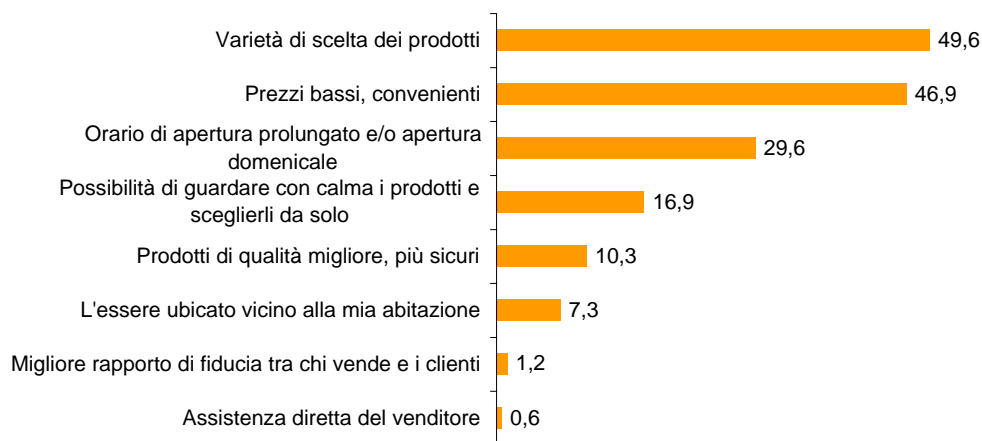 Varietà di scelta dei prodotti 49,6
Prezzi bassi, convenienti 46,9
Orario di apertura prolungato e/o apertura
domenicale 29,6
Possibilità di guardare con calma i prodotti e
sceglierli da solo 16,9
Prodotti di qualità migliore, più sicuri 10,3
L'essere ubicato vicino alla mia abitazione 7,3
Migliore rapporto di fiducia tra chi vende e i clienti 1,2
Assistenza diretta del venditore 0,6